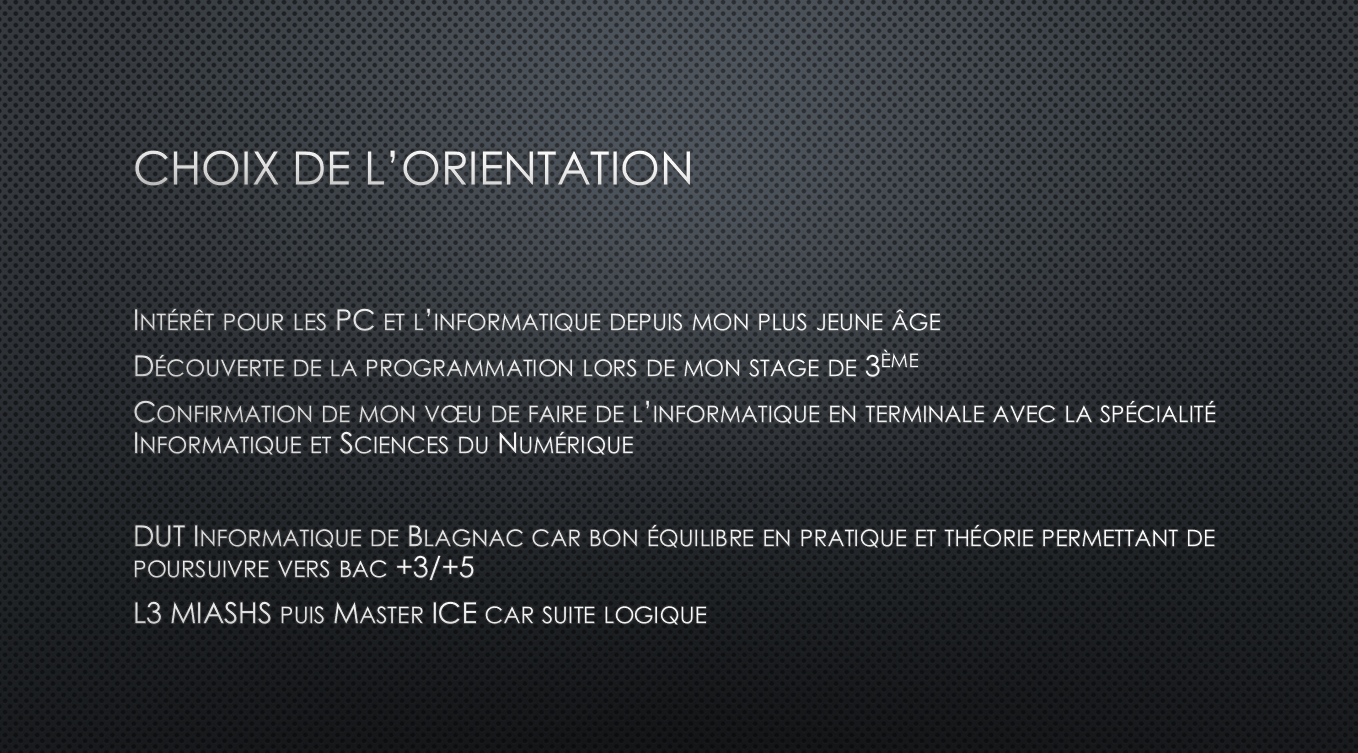 CHOIX DE L’ORIENTATION
Intérêt pour les PC et l’informatique depuis mon plus jeune âge
Découverte de la programmation lors de mon stage de 3ème
Confirmation de mon vœu de faire de l’informatique en terminale avec la spécialité
Informatique et Sciences du Numérique
DUT Informatique de Blagnac car bon équilibre en pratique et théorie permettant de
poursuivre vers bac +3/+5
L3 MIASHS puis Master ICE car suite logique